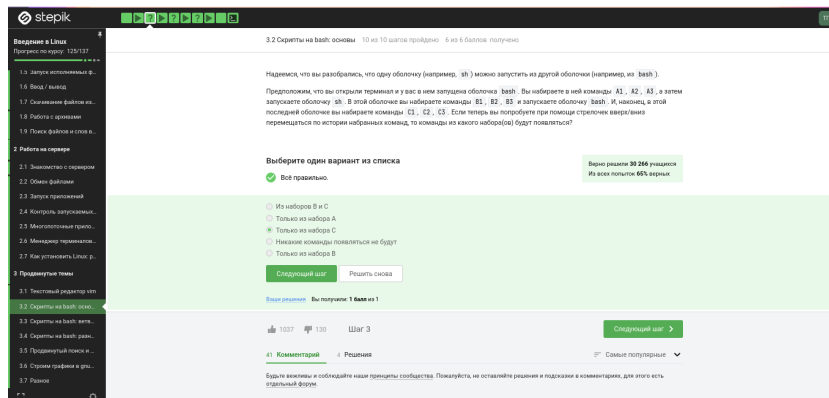 stepik
Введение в Linux
Прогресс по курсу: 125/137
1.5 Запуск исполняемых ф...
1.6 Ввод / вывод
1.7 Скачивание файлов из...
1.8 Работа с архивами
1.9 Поиск файлов и слов в...
2 Работа на сервере
2.1 Знакомство с сервером
2.2 Обмен файлами
2.3 Запуск приложений
2.4 Контроль запускаемых...
2.5 Многопоточные прило...
2.6 Менеджер терминалов...
2.7 Как установить Linux: р...
3 Продвинутые темы
3.1 Текстовый редактор vim
3.2 Скрипты на bash: осно...
3.3 Скрипты на bash: ветв...
3.4 Скрипты на bash: разн...
3.5 Продвинутый поиск и ...
3.6 Строим графики в gnu...
3.7 Разное
3.2 Скрипты на bash: основы 10 из 10 шагов пройдено 6 из 6 баллов получено
Надеемся, что вы разобрались, что одну оболочку (например, sh ) можно запустить из другой оболочки (например, из bash ).
Предположим, что вы открыли терминал и у вас в нем запущена оболочка bash . Вы набираете в ней команды A1 , A2 , A3 , а затем
запускаете оболочку sh . В этой оболочке вы набираете команды B1 , B2 , B3 и запускаете оболочку bash . И, наконец, в этой
последней оболочке вы набираете команды C1 , C2 , C3 . Если теперь вы попробуете при помощи стрелочек вверх/вниз
перемещаться по истории набранных команд, то команды из какого набора(ов) будут появляться?
Выберите один вариант из списка
Всё правильно.
Верно решили 30 266 учащихся
Из всех попыток 65% верных
Из наборов B и C
Только из набора A
Только из набора C
Никакие команды появляться не будут
Только из набора B
Следующий шаг Решить снова
Ваши решения Вы получили: 1 балл из 1
1037 130 Шаг 3 Следующий шаг
41 Комментарий 4 Решения Самые популярные
Будьте вежливы и соблюдайте наши принципы сообщества. Пожалуйста, не оставляйте решения и подсказки в комментариях, для этого есть
отдельный форум.